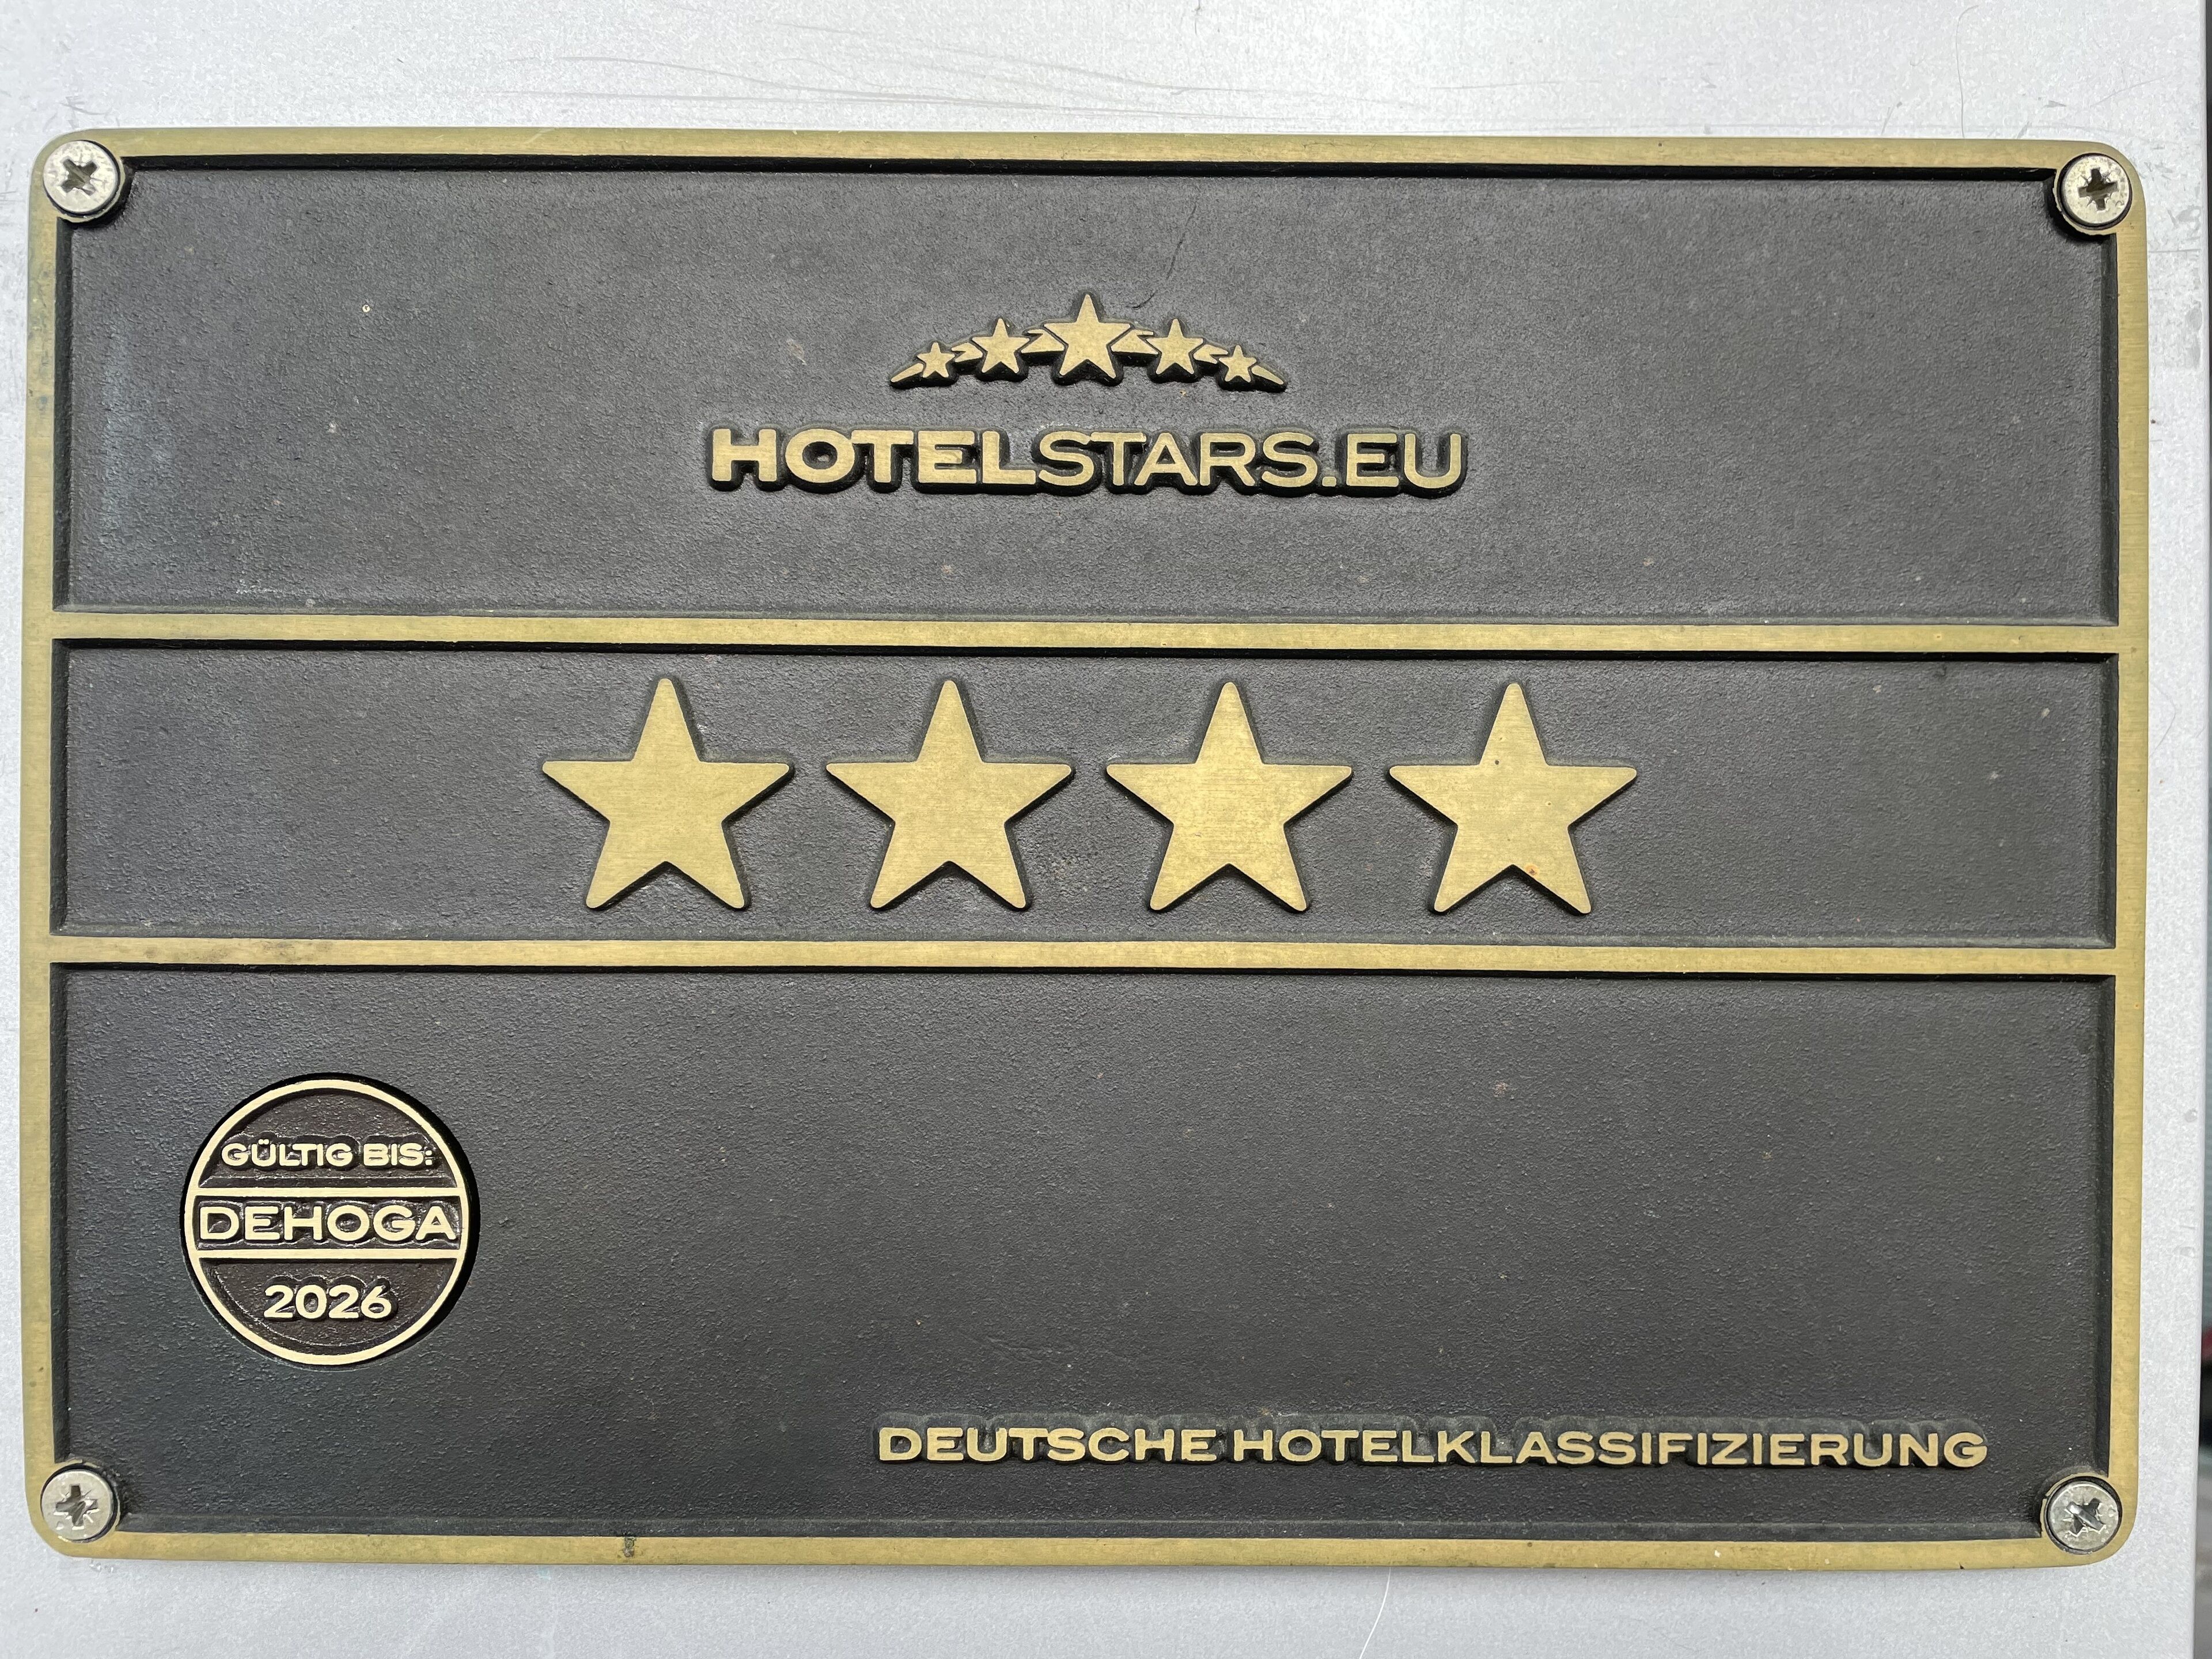 HOTELSTARS.EU
GÜLTIG BIS:
DEHOGA
2026
DEUTSCHE HOTELKLASSIFIZIERUNG